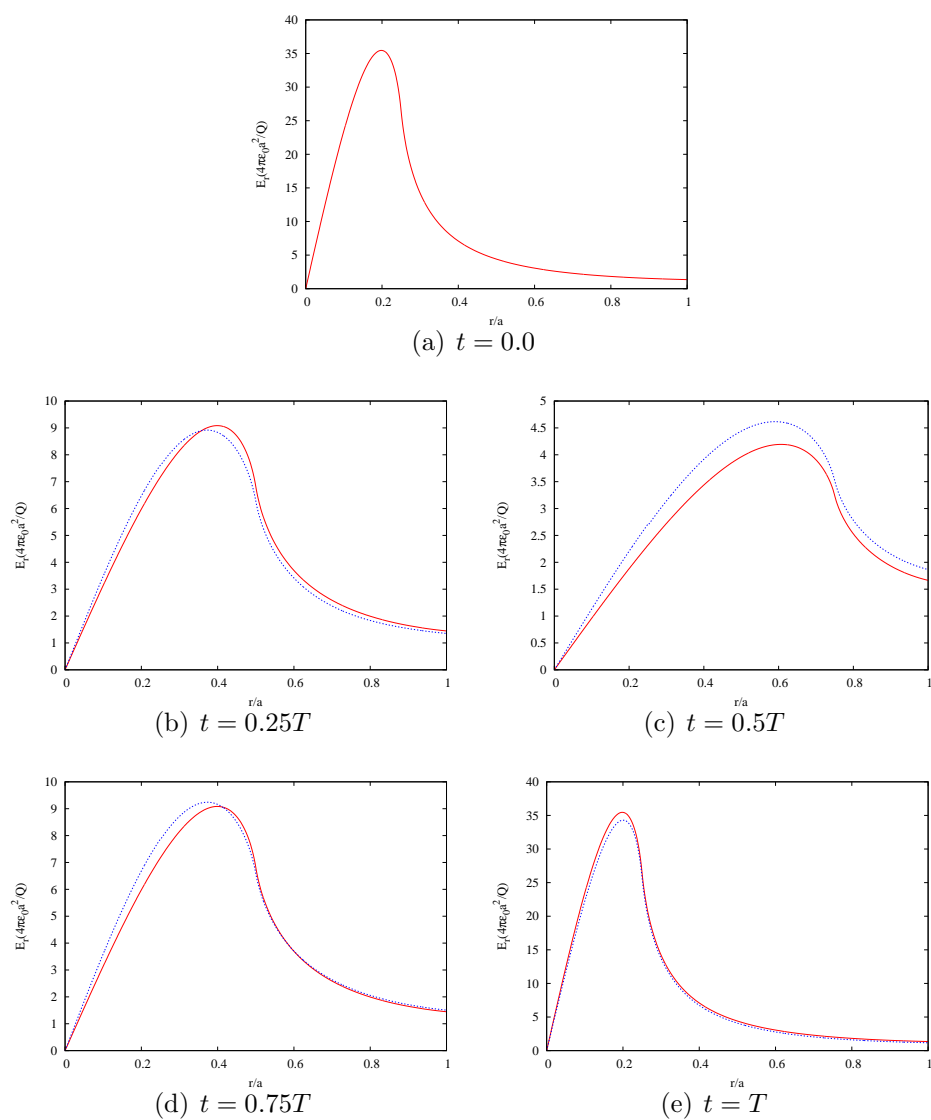 40
35
30
25
20
15
10
5
0
E_r(4πε_0a^2/Q)
0 0.2 0.4 0.6 0.8 1
r/a
(a) t = 0.0
10
9
8
7
6
5
4
3
2
1
0
E_r(4πε_0a^2/Q)
0 0.2 0.4 0.6 0.8 1
r/a
(b) t = 0.25T
5
4.5
4
3.5
3
2.5
2
1.5
1
0.5
0
E_r(4πε_0a^2/Q)
0 0.2 0.4 0.6 0.8 1
r/a
(c) t = 0.5T
10
9
8
7
6
5
4
3
2
1
0
E_r(4πε_0a^2/Q)
0 0.2 0.4 0.6 0.8 1
r/a
(d) t = 0.75T
40
35
30
25
20
15
10
5
0
E_r(4πε_0a^2/Q)
0 0.2 0.4 0.6 0.8 1
r/a
(e) t = T